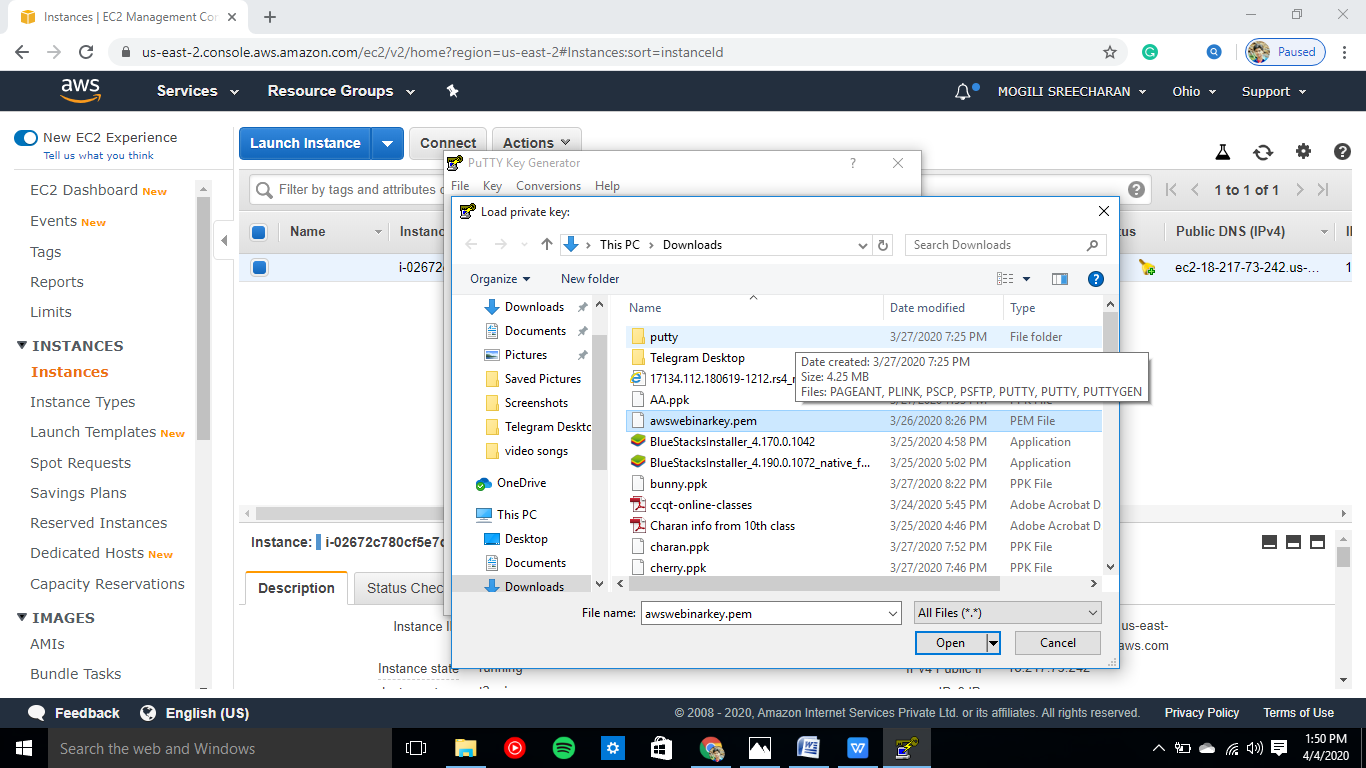 Instances | EC2 Management Con
us-east-2.console.aws.amazon.com/ec2/v2/home?region=us-east-2#Instances:sort=instanceId
Paused
aws
Services
Resource Groups
MOGILI SREECHARAN
Ohio
Support
New EC2 Experience
Tell us what you think
EC2 Dashboard New
Events New
Tags
Reports
Limits
INSTANCES
Instances
Instance Types
Launch Templates New
Spot Requests
Savings Plans
Reserved Instances
Dedicated Hosts New
Capacity Reservations
IMAGES
AMIs
Bundle Tasks
Launch Instance
Connect
Actions
Filter by tags and attributes
1 to 1 of 1
Name
Public DNS (IPv4)
i-02672
ec2-18-217-73-242.us-...
Instance:
i-02672c780cf5e7
Description
Status Chec
Instance state
running
us-east-
aws.com
PuTTY Key Generator
?
File Key Conversions Help
Load private key:
This PC
Downloads
Search Downloads
Organize
New folder
Downloads
Documents
Pictures
Saved Pictures
Screenshots
Telegram Deskto
video songs
OneDrive
This PC
Desktop
Documents
Downloads
Name Date modified Type
putty 3/27/2020 7:25 PM File folder
Telegram Desktop
17134.112.180619-1212.rs4_r
AA.ppk
awswebinarkey.pem 3/26/2020 8:26 PM PEM File
BlueStacksInstaller_4.170.0.1042 3/25/2020 4:58 PM Application
BlueStacksInstaller_4.190.0.1072_native_f... 3/25/2020 5:02 PM Application
bunny.ppk 3/27/2020 8:22 PM PPK File
ccqt-online-classes 3/24/2020 5:45 PM Adobe Acrobat D
Charan info from 10th class 3/25/2020 4:46 PM Adobe Acrobat D
charan.ppk 3/27/2020 7:52 PM PPK File
cherry.ppk 3/27/2020 7:46 PM PPK File
Date created: 3/27/2020 7:25 PM
Size: 4.25 MB
Files: PAGEANT, PLINK, PSCP, PSFTP, PUTTY, PUTTY, PUTTYGEN
File name:
awswebinarkey.pem
All Files (*.*)
Open
Cancel
Feedback
English (US)
© 2008 - 2020, Amazon Internet Services Private Ltd. or its affiliates. All rights reserved.
Privacy Policy
Terms of Use
Search the web and Windows
1:50 PM
4/4/2020